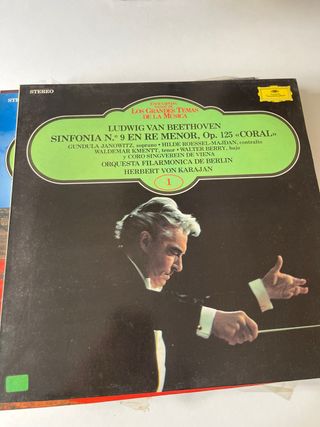 STEREO
LOS GRANDES TEMAS
DE LA MÚSICA
LUDWIG VAN BEETHOVEN
SINFONIA N.º 9 EN RE MENOR, Op. 125 «CORAL»
GUNDULA JANOWITZ, soprano • HILDE ROESSEL-MAJDAN, contralto
WALDEMAR KMENTT, tenor • WALTER BERRY, bajo
y CORO SINGVEREIN DE VIENA
ORQUESTA FILARMONICA DE BERLIN
HERBERT VON KARAJAN
1